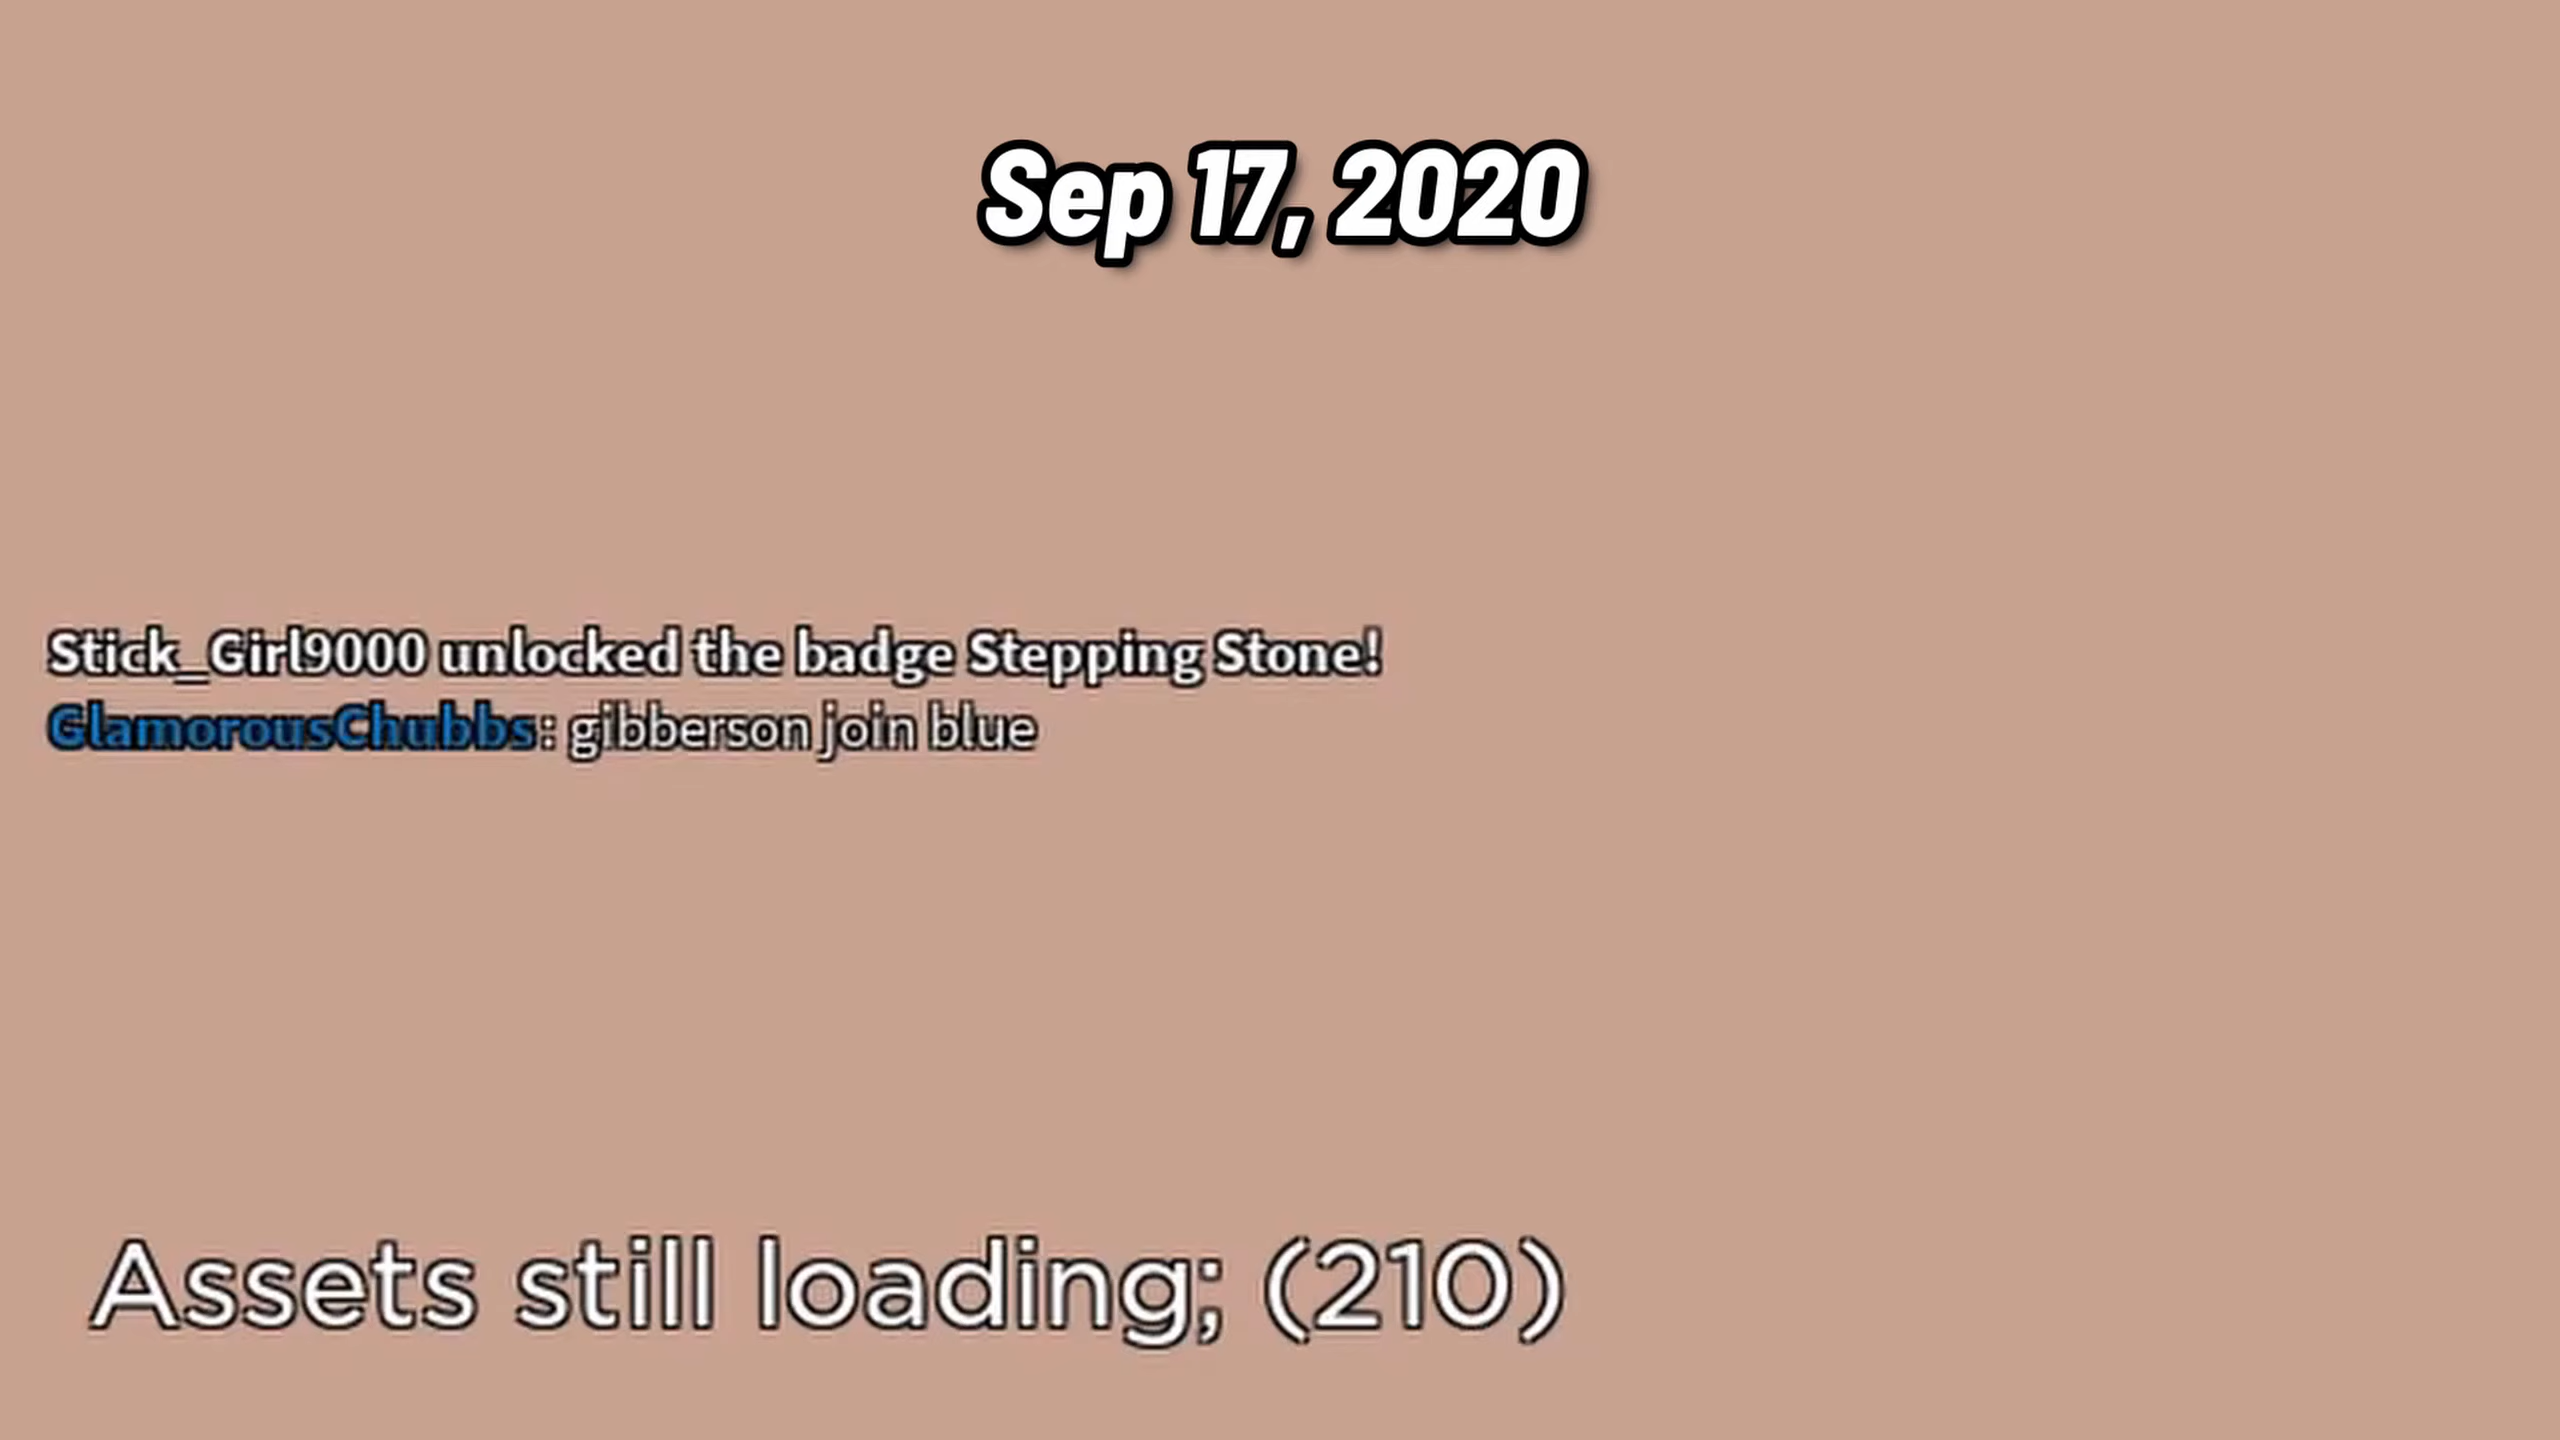 Sep 17, 2020
Stick_Girl9000 unlocked the badge Stepping Stone!
GlamorousChubbs: gibberson join blue
Assets still loading; (210)